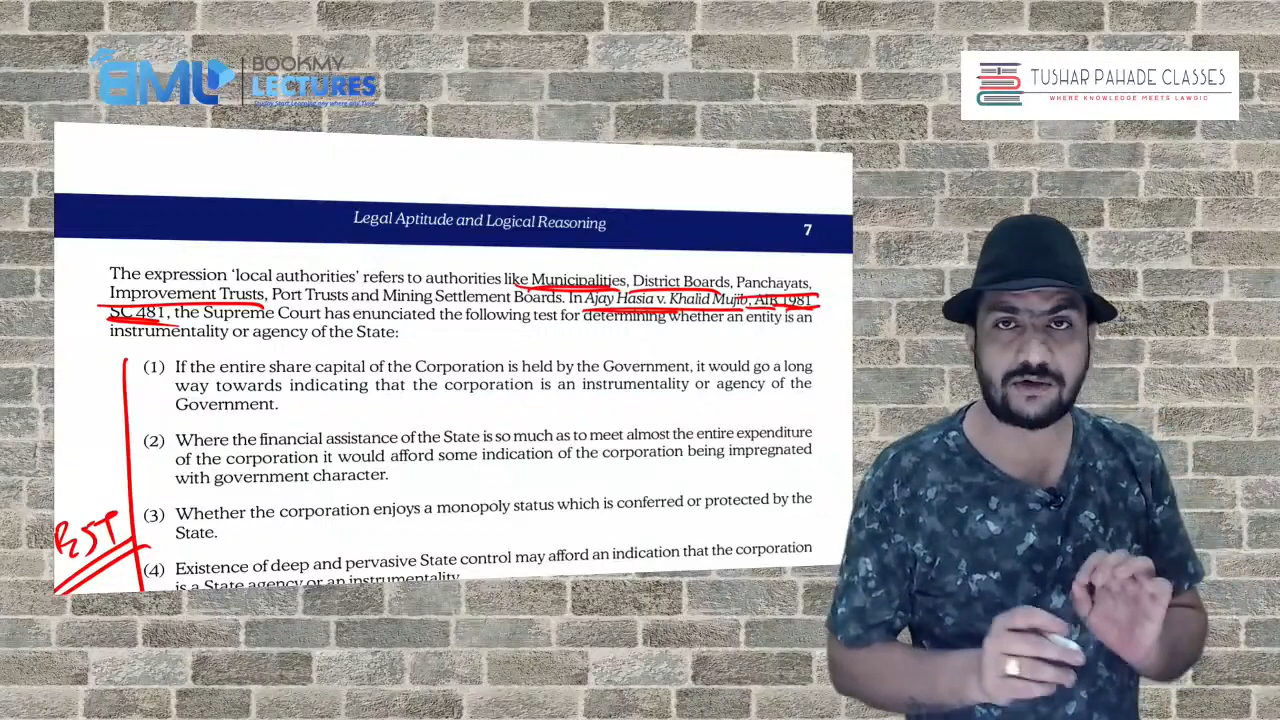 BML
BOOKMY
LECTURES
TUSHAR PAHADE CLASSES
WHERE KNOWLEDGE MEETS LAWGIC
Legal Aptitude and Logical Reasoning
7
The expression 'local authorities' refers to authorities like Municipalities, District Boards, Panchayats,
Improvement Trusts, Port Trusts and Mining Settlement Boards. In Ajay Hasia v. Khalid Mujib, AIR 1981
SC 481, the Supreme Court has enunciated the following test for determining whether an entity is an
instrumentality or agency of the State:
(1) If the entire share capital of the Corporation is held by the Government, it would go a long
way towards indicating that the corporation is an instrumentality or agency of the
Government.
(2) Where the financial assistance of the State is so much as to meet almost the entire expenditure
of the corporation it would afford some indication of the corporation being impregnated
with government character.
(3) Whether the corporation enjoys a monopoly status which is conferred or protected by the
State.
(4) Existence of deep and pervasive State control may afford an indication that the corporation
is a State agency or an instrumentality